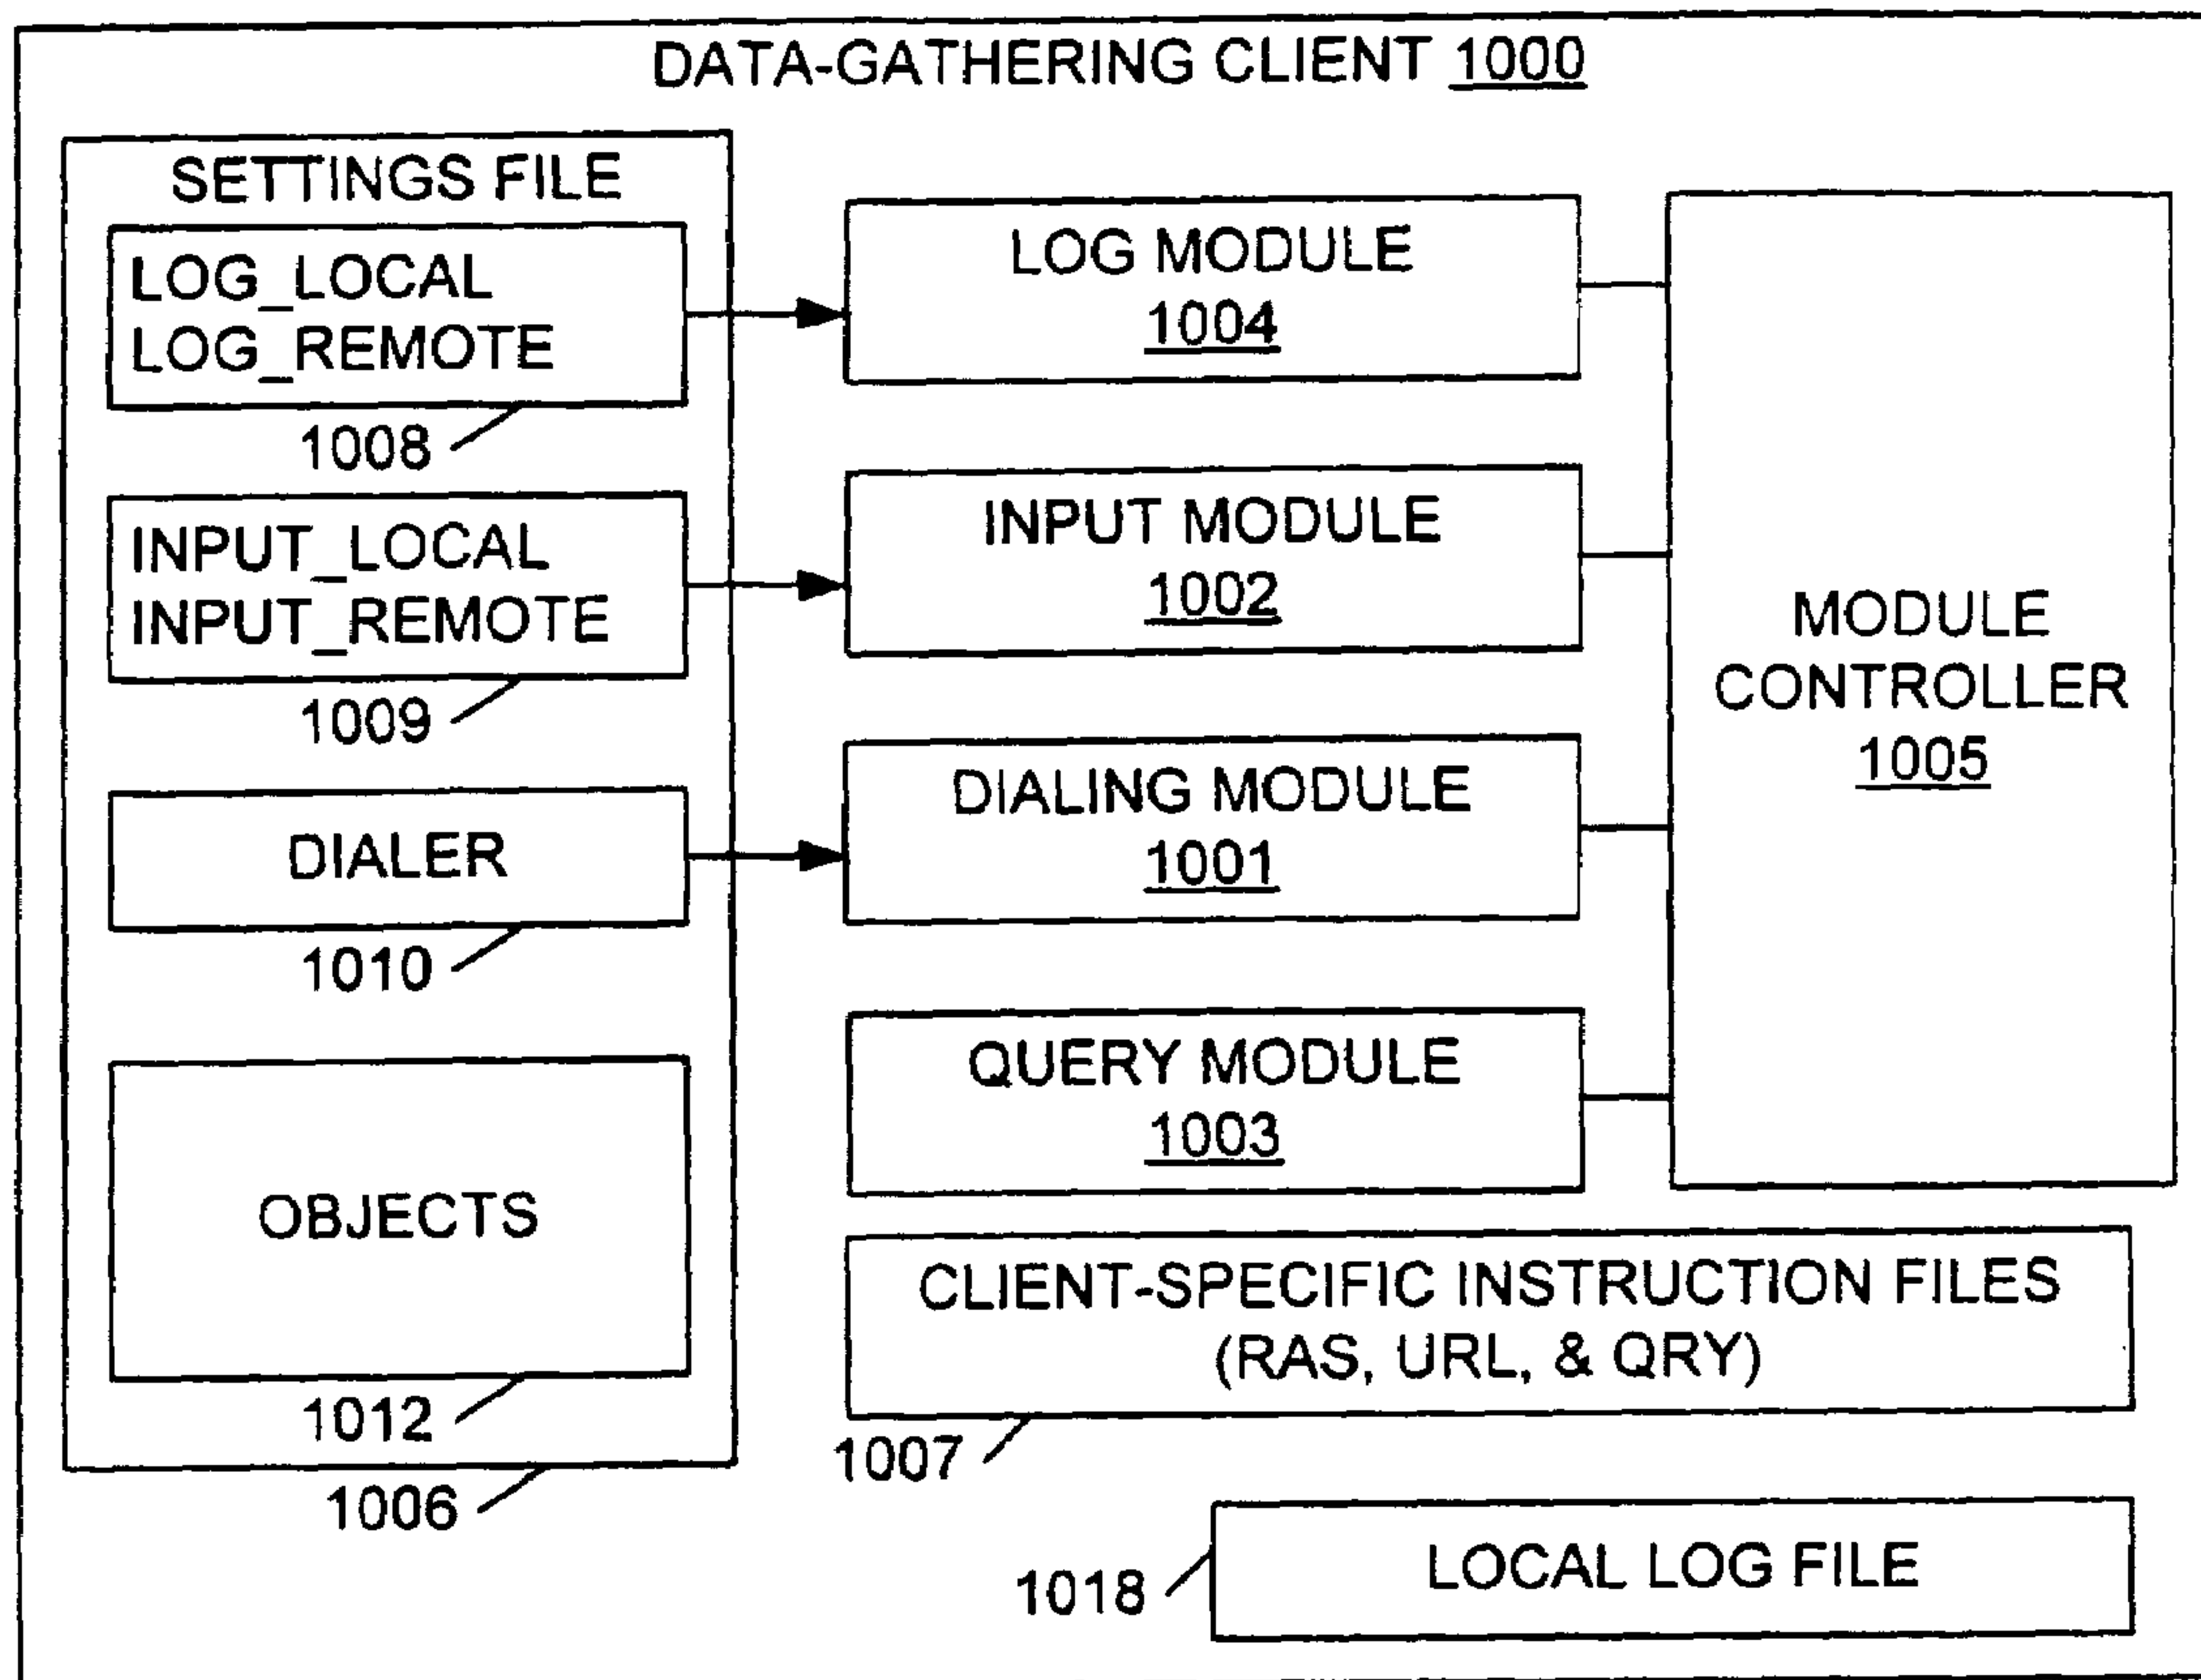 DATA-GATHERING CLIENT 1000
SETTINGS FILE
LOG_LOCAL
LOG_REMOTE
1008
INPUT_LOCAL
INPUT_REMOTE
1009
DIALER
1010
OBJECTS
1012
1006
LOG MODULE
1004
INPUT MODULE
1002
DIALING MODULE
1001
QUERY MODULE
1003
MODULE
CONTROLLER
1005
CLIENT-SPECIFIC INSTRUCTION FILES
(RAS, URL, & QRY)
1007
LOCAL LOG FILE
1018